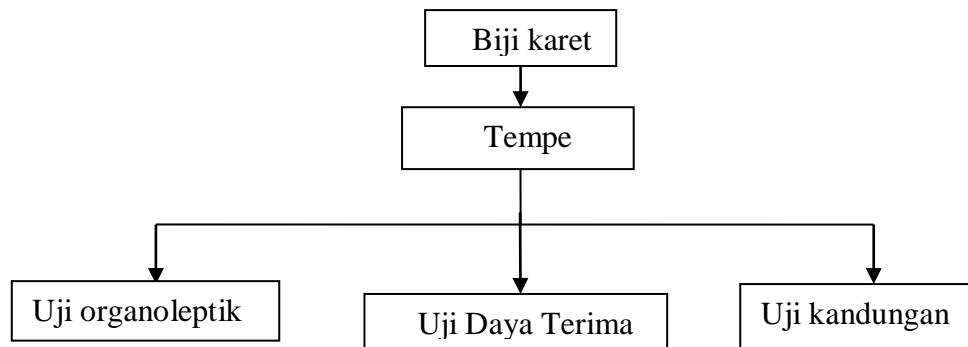 Biji karet
Tempe
Uji organoleptik
Uji Daya Terima
Uji kandungan